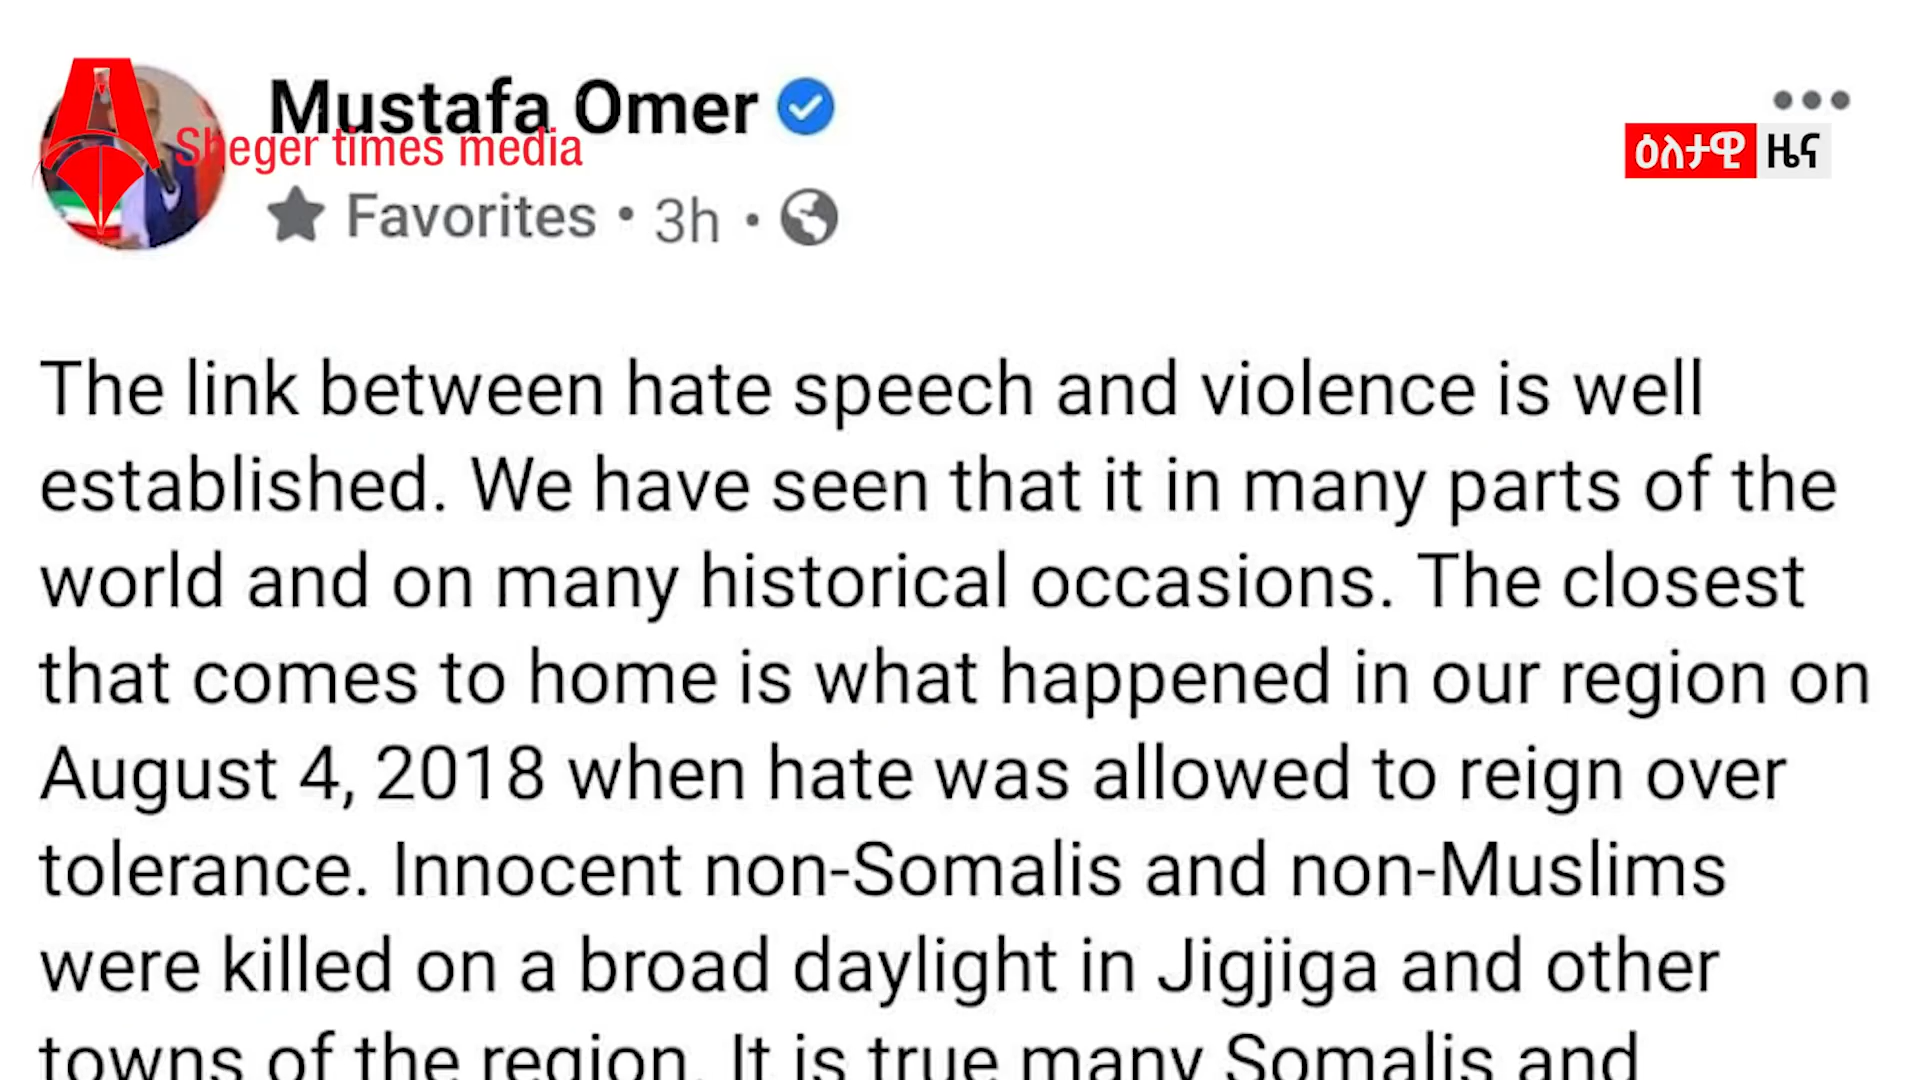 Mustafa Omer
Sheger times media
ዕለታዊ ዜና
Favorites • 3h •
The link between hate speech and violence is well
established. We have seen that it in many parts of the
world and on many historical occasions. The closest
that comes to home is what happened in our region on
August 4, 2018 when hate was allowed to reign over
tolerance. Innocent non-Somalis and non-Muslims
were killed on a broad daylight in Jigjiga and other
towns of the region. It is true many Somalis and